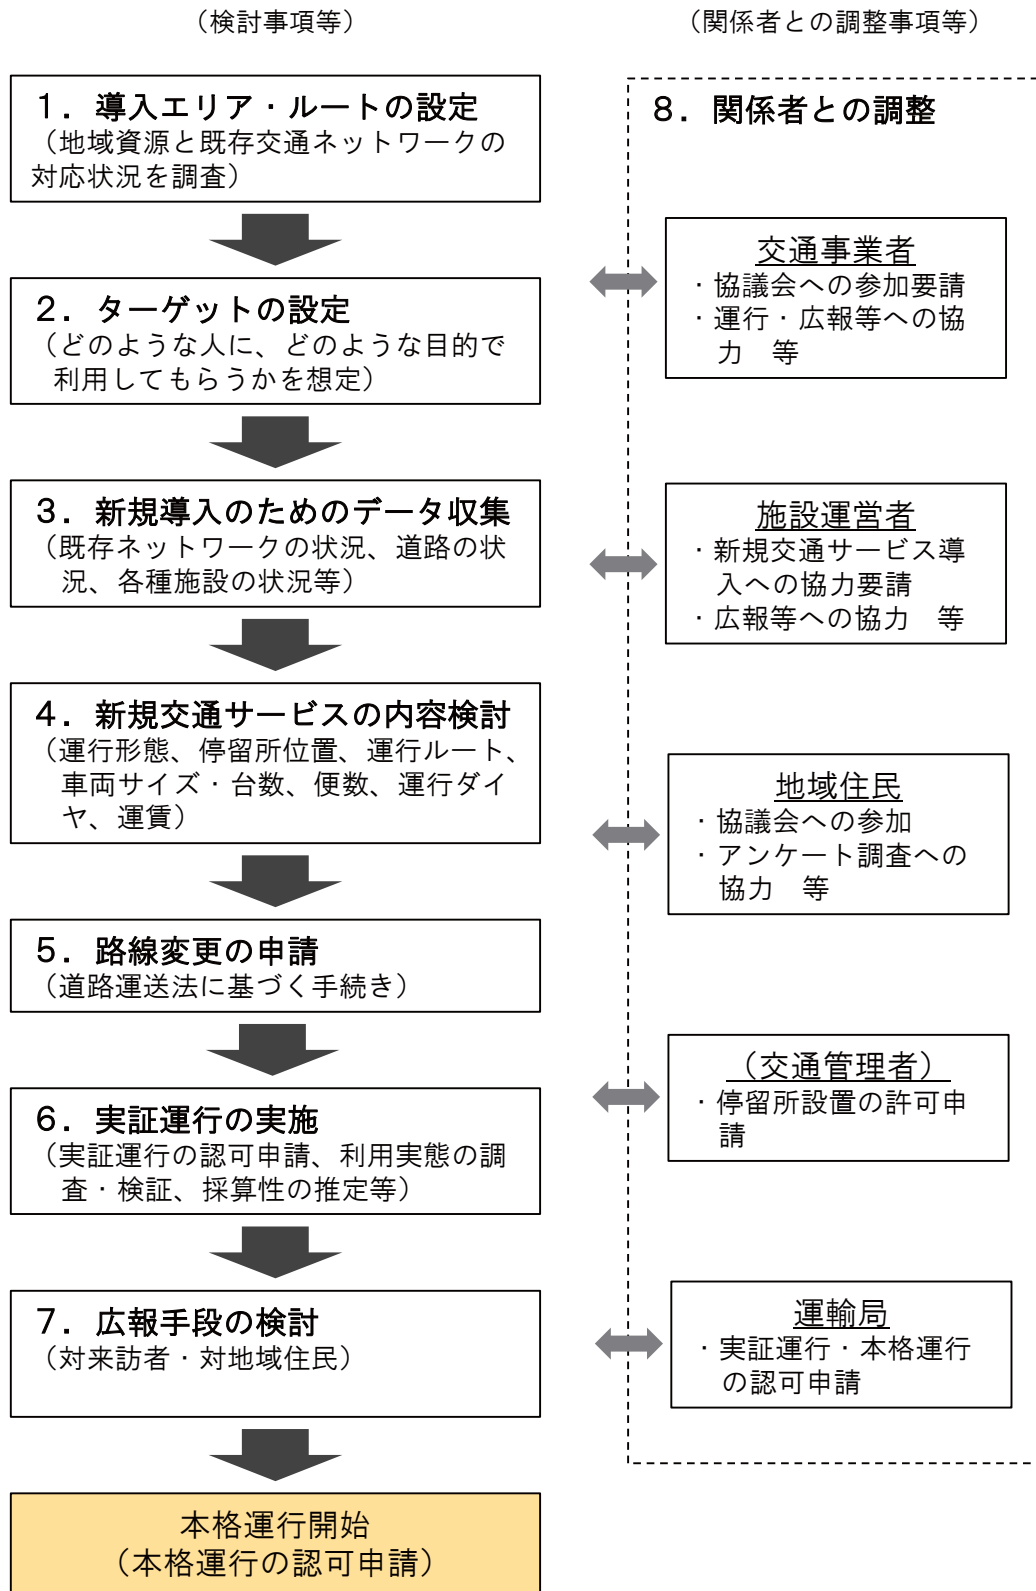 （検討事項等）
１．導入エリア・ルートの設定
（地域資源と既存交通ネットワークの
対応状況を調査）
２．ターゲットの設定
（どのような人に、どのような目的で
利用してもらうかを想定）
３．新規導入のためのデータ収集
（既存ネットワークの状況、道路の状
況、各種施設の状況等）
４．新規交通サービスの内容検討
（運行形態、停留所位置、運行ルート、
車両サイズ・台数、便数、運行ダイ
ヤ、運賃）
５．路線変更の申請
（道路運送法に基づく手続き）
６．実証運行の実施
（実証運行の認可申請、利用実態の調
査・検証、採算性の推定等）
７．広報手段の検討
（対来訪者・対地域住民）
本格運行開始
（本格運行の認可申請）
（関係者との調整事項等）
８．関係者との調整
交通事業者
・協議会への参加要請
・運行・広報等への協
力　等
施設運営者
・新規交通サービス導
入への協力要請
・広報等への協力　等
地域住民
・協議会への参加
・アンケート調査への
協力　等
（交通管理者）
・停留所設置の許可申
請
運輸局
・実証運行・本格運行
の認可申請